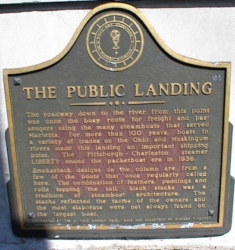 THE PUBLIC LANDING
The roadway down to the river from this point
was once the busy route for freight and pas-
sengers using the many steamboats that served
Marietta. For more than 100 years, boats in
a variety of trades on the Ohio and Muskingum
rivers made this landing an important shipping
point. The Pittsburgh-Charleston steamer
LIBERTY ended the packetboat era in 1936.
Smokestack designs on the column are from a
few of the boats that once regularly called
here. The combination of feathers, paddings and
rolls topping the tall black stacks was a
tradition of steamboat architecture. The
stacks reflected the taste of the owners and
the most elaborate were not always found on
the largest boat.